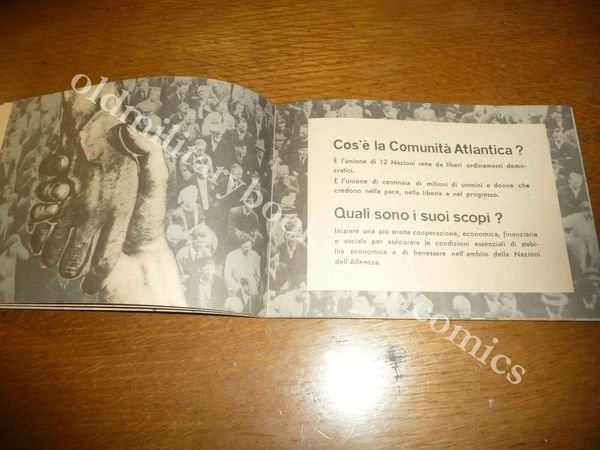 Cos'è la Comunità Atlantica ?
È l'unione di 12 Nazioni rette da liberi ordinamenti demo-
cratici.
È l'unione di centinaia di milioni di uomini e donne che
credono nella pace, nella libertà e nel progresso.
Quali sono i suoi scopi ?
Iniziare una più stretta cooperazione, economica, finanziaria
e sociale per assicurare le condizioni essenziali di stabi-
lità economica e di benessere nell'ambito delle Nazioni
dell'Alleanza.
oldmilitarybook comics